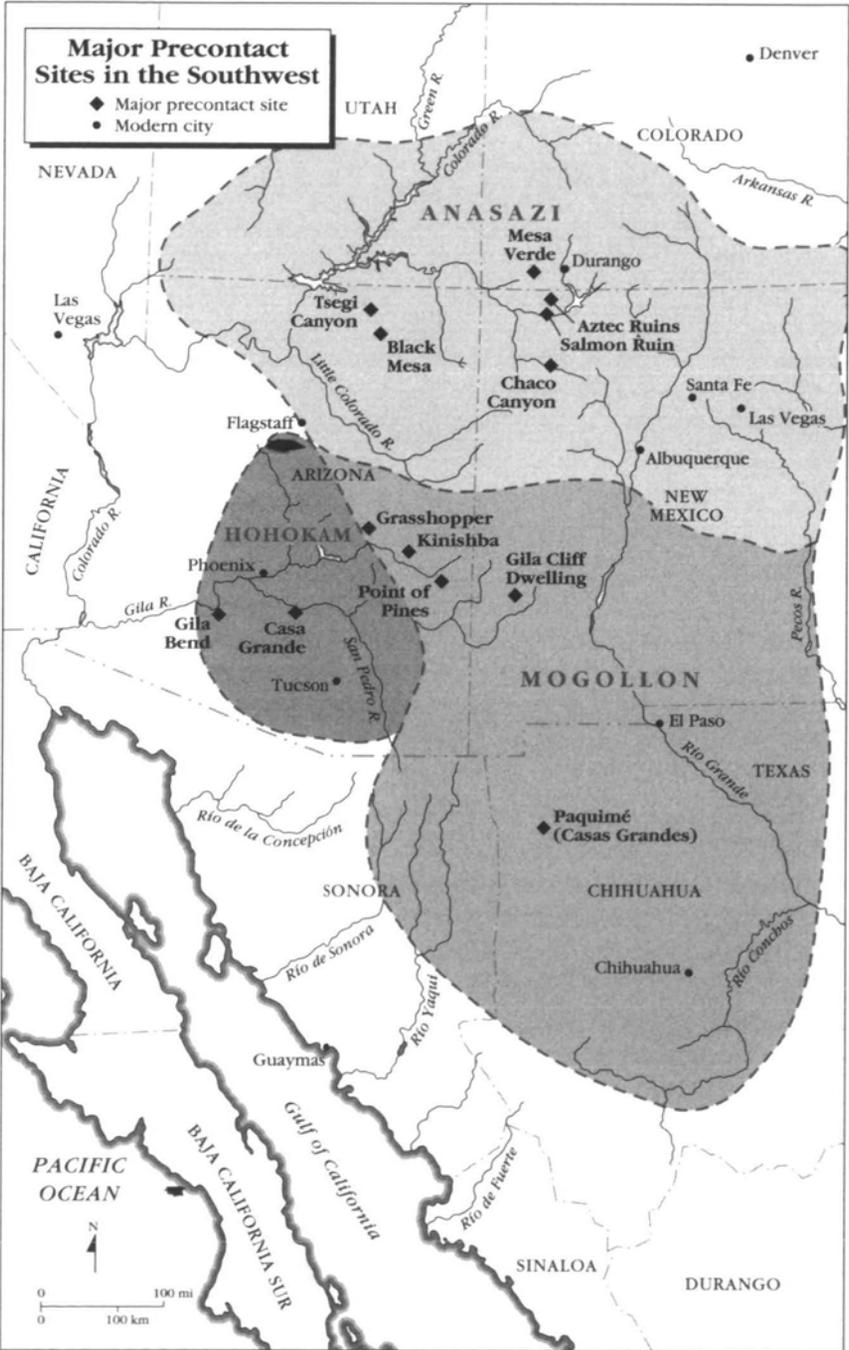 Major Precontact
Sites in the Southwest
Major precontact site
Modern city
Denver
UTAH
Green R.
Colorado R.
COLORADO
NEVADA
Arkansas R.
ANASAZI
Mesa
Verde
Durango
Las
Vegas
Tsegi
Canyon
Aztec Ruins
Salmon Ruin
Black
Mesa
Chaco
Canyon
Little Colorado R.
Santa Fe
Las Vegas
Flagstaff
Albuquerque
ARIZONA
NEW
MEXICO
CALIFORNIA
Colorado R.
Grasshopper
HOHOKAM
Kinishba
Gila Cliff
Dwelling
Phoenix
Point of
Pines
Gila R.
Gila
Bend
Casa
Grande
Pecos R.
San Pedro R.
Tucson
MOGOLLON
El Paso
Río Grande
TEXAS
Río de la Concepción
Paquimé
(Casas Grandes)
BAJA CALIFORNIA
SONORA
CHIHUAHUA
Río de Sonora
Chihuahua
Río Conchos
Río Yaqui
Guaymas
Gulf of California
PACIFIC
OCEAN
BAJA CALIFORNIA SUR
Río de Fuerte
N
SINALOA
DURANGO
0 100 mi
0 100 km